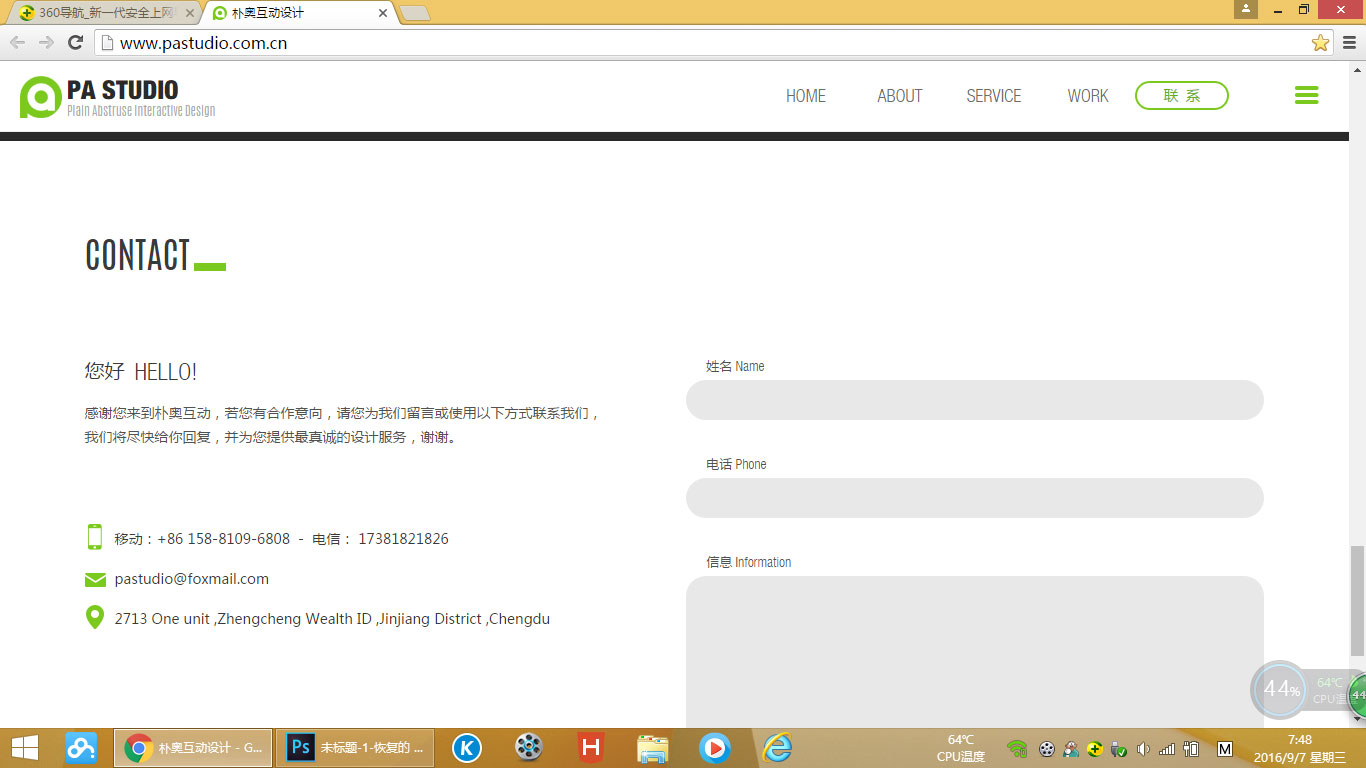 360导航_新一代安全上网
朴奥互动设计
www.pastudio.com.cn
PA STUDIO
Plain Abstruse Interactive Design
HOME
ABOUT
SERVICE
WORK
联 系
CONTACT
您好 HELLO!
感谢您来到朴奥互动，若您有合作意向，请您为我们留言或使用以下方式联系我们，
我们将尽快给你回复，并为您提供最真诚的设计服务，谢谢。
移动：+86 158-8109-6808 - 电信： 17381821826
pastudio@foxmail.com
2713 One unit ,Zhengcheng Wealth ID ,Jinjiang District ,Chengdu
姓名 Name
电话 Phone
信息 Information
44%
64℃
CPU温
44
朴奥互动设计 - G...
Ps
未标题-1-恢复的 ...
K
H
64℃
CPU温度
M
7:48
2016/9/7 星期三